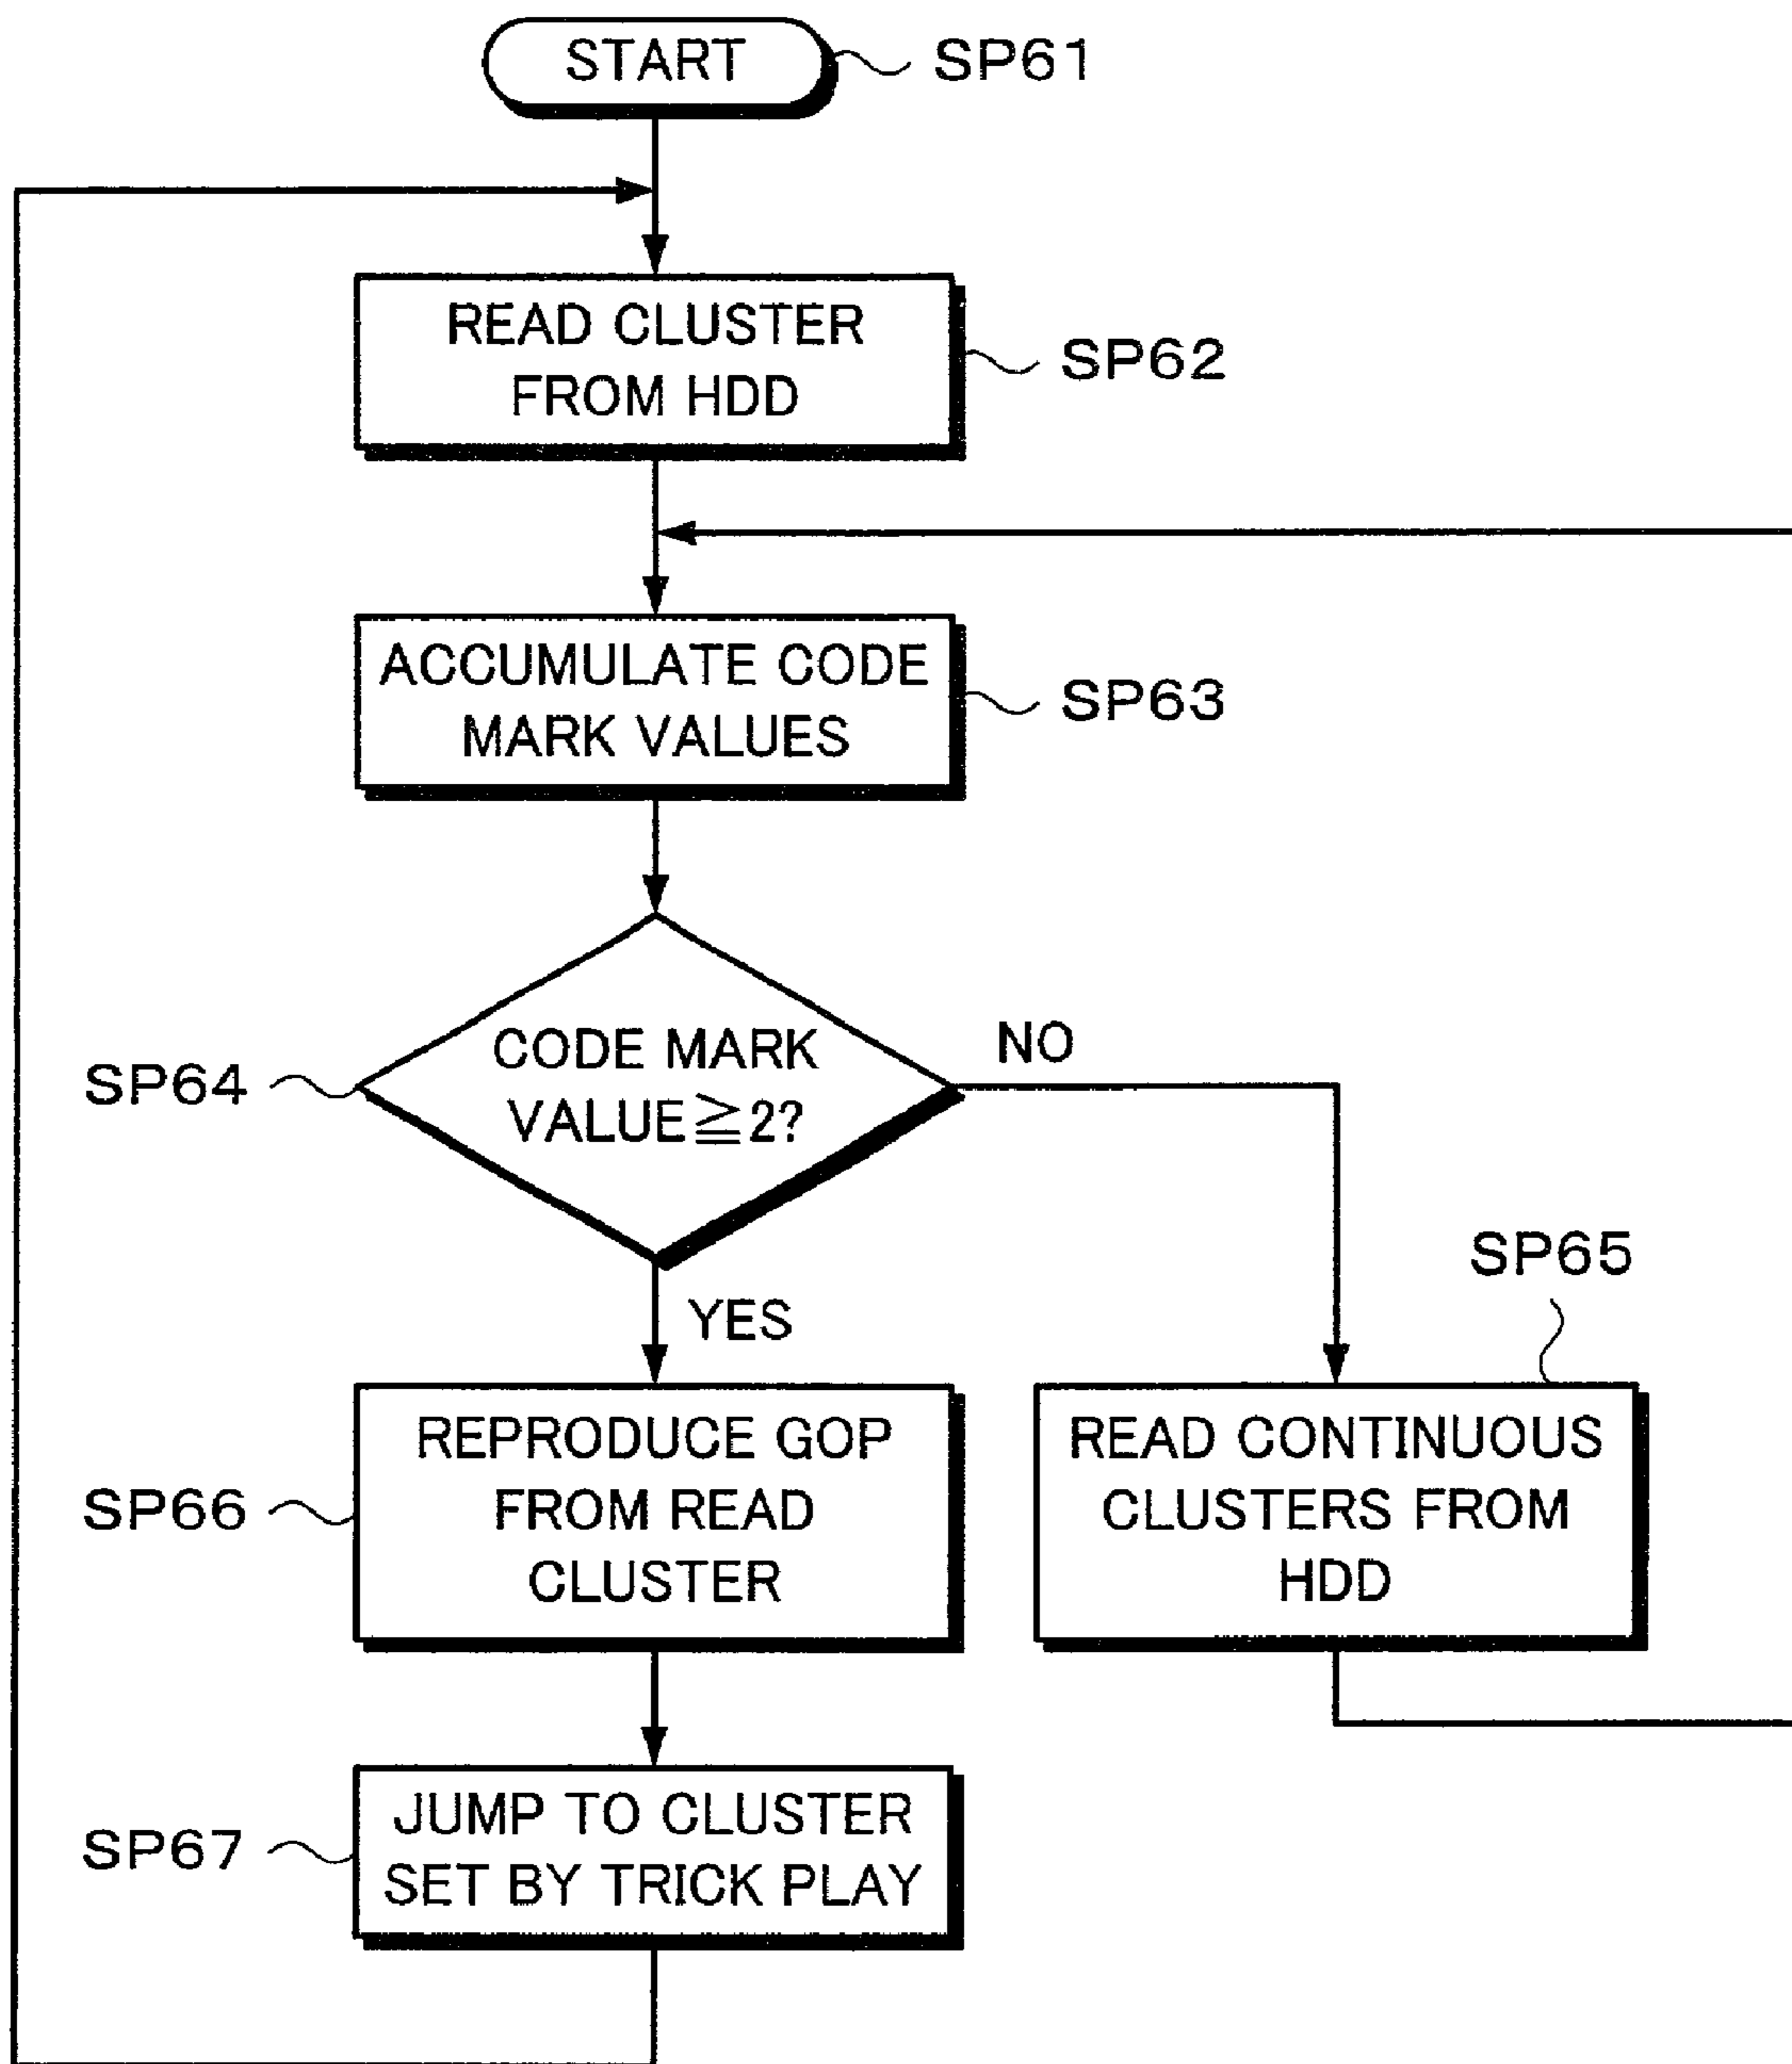 START
SP61
READ CLUSTER
FROM HDD
SP62
ACCUMULATE CODE
MARK VALUES
SP63
CODE MARK
VALUE≧2?
SP64
NO
YES
SP65
READ CONTINUOUS
CLUSTERS FROM
HDD
REPRODUCE GOP
FROM READ
CLUSTER
SP66
JUMP TO CLUSTER
SET BY TRICK PLAY
SP67